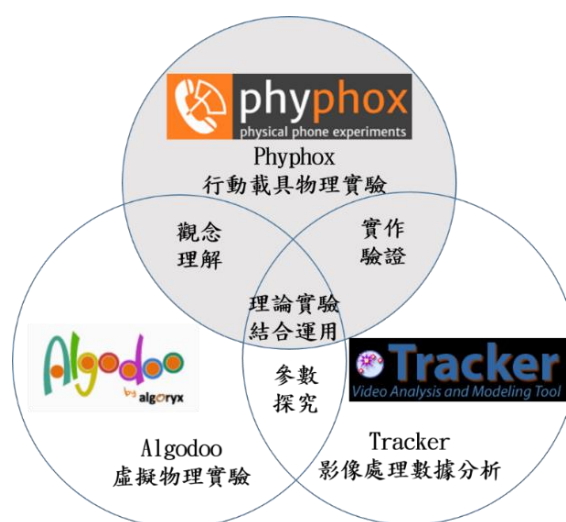 phyphox
physical phone experiments
Phyphox
行動載具物理實驗
觀念
理解
實作
驗證
理論實驗
結合運用
Algodoo
by algoryx
參數
探究
Tracker
Video Analysis and Modeling Tool
Algodoo
虛擬物理實驗
Tracker
影像處理數據分析